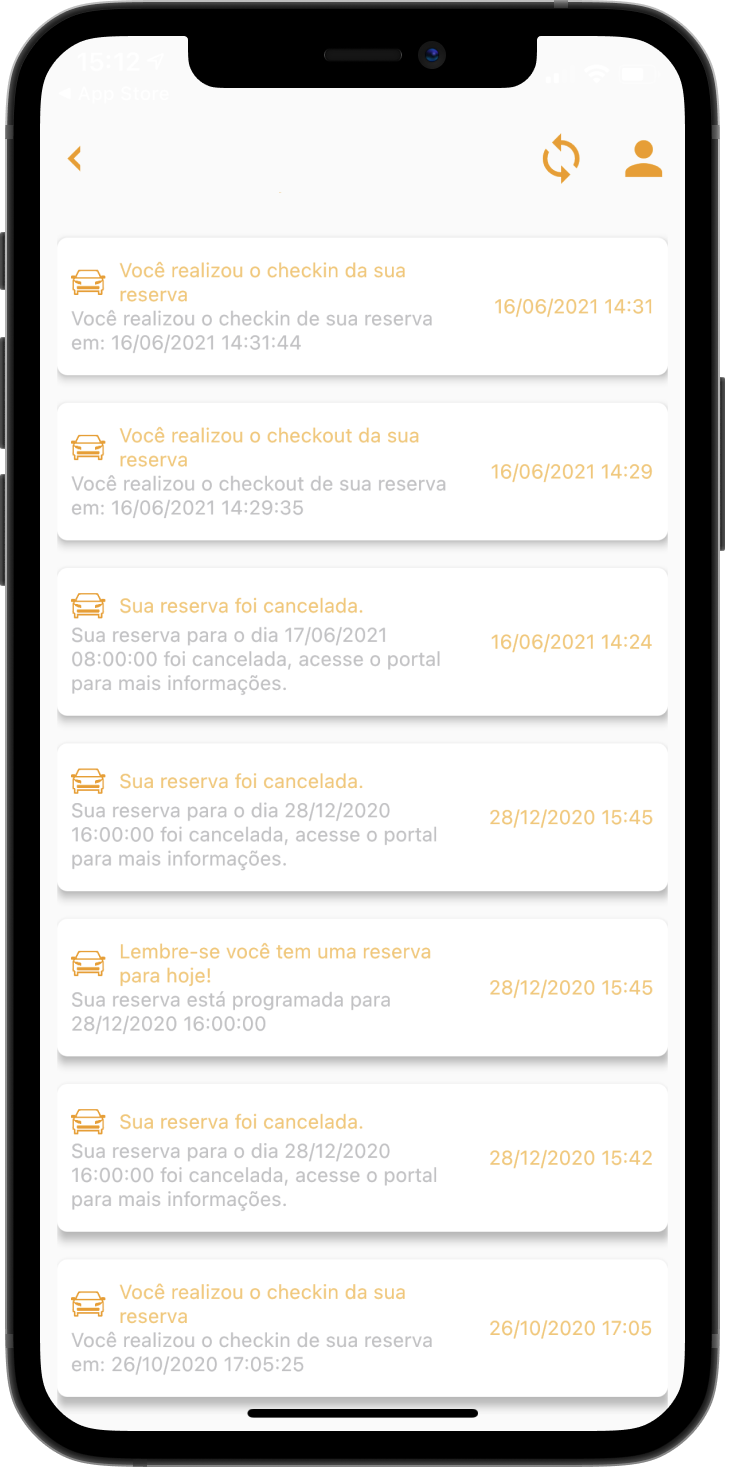 15:12
App Store
Você realizou o checkin da sua
reserva
Você realizou o checkin de sua reserva
em: 16/06/2021 14:31:44
16/06/2021 14:31
Você realizou o checkout da sua
reserva
Você realizou o checkout de sua reserva
em: 16/06/2021 14:29:35
16/06/2021 14:29
Sua reserva foi cancelada.
Sua reserva para o dia 17/06/2021
08:00:00 foi cancelada, acesse o portal
para mais informações.
16/06/2021 14:24
Sua reserva foi cancelada.
Sua reserva para o dia 28/12/2020
16:00:00 foi cancelada, acesse o portal
para mais informações.
28/12/2020 15:45
Lembre-se você tem uma reserva
para hoje!
Sua reserva está programada para
28/12/2020 16:00:00
28/12/2020 15:45
Sua reserva foi cancelada.
Sua reserva para o dia 28/12/2020
16:00:00 foi cancelada, acesse o portal
para mais informações.
28/12/2020 15:42
Você realizou o checkin da sua
reserva
Você realizou o checkin de sua reserva
em: 26/10/2020 17:05:25
26/10/2020 17:05